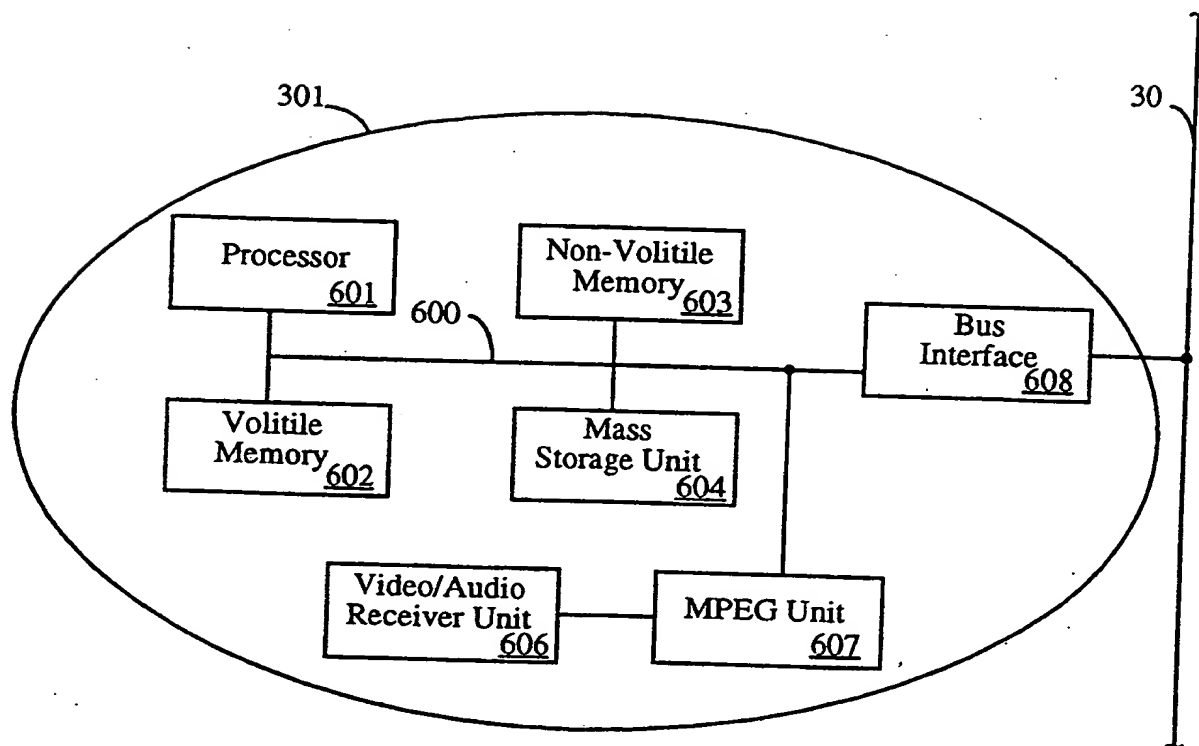 301
30
Processor
601
Non-Volitile
Memory
603
600
Bus
Interface
608
Volitile
Memory
602
Mass
Storage Unit
604
Video/Audio
Receiver Unit
606
MPEG Unit
607